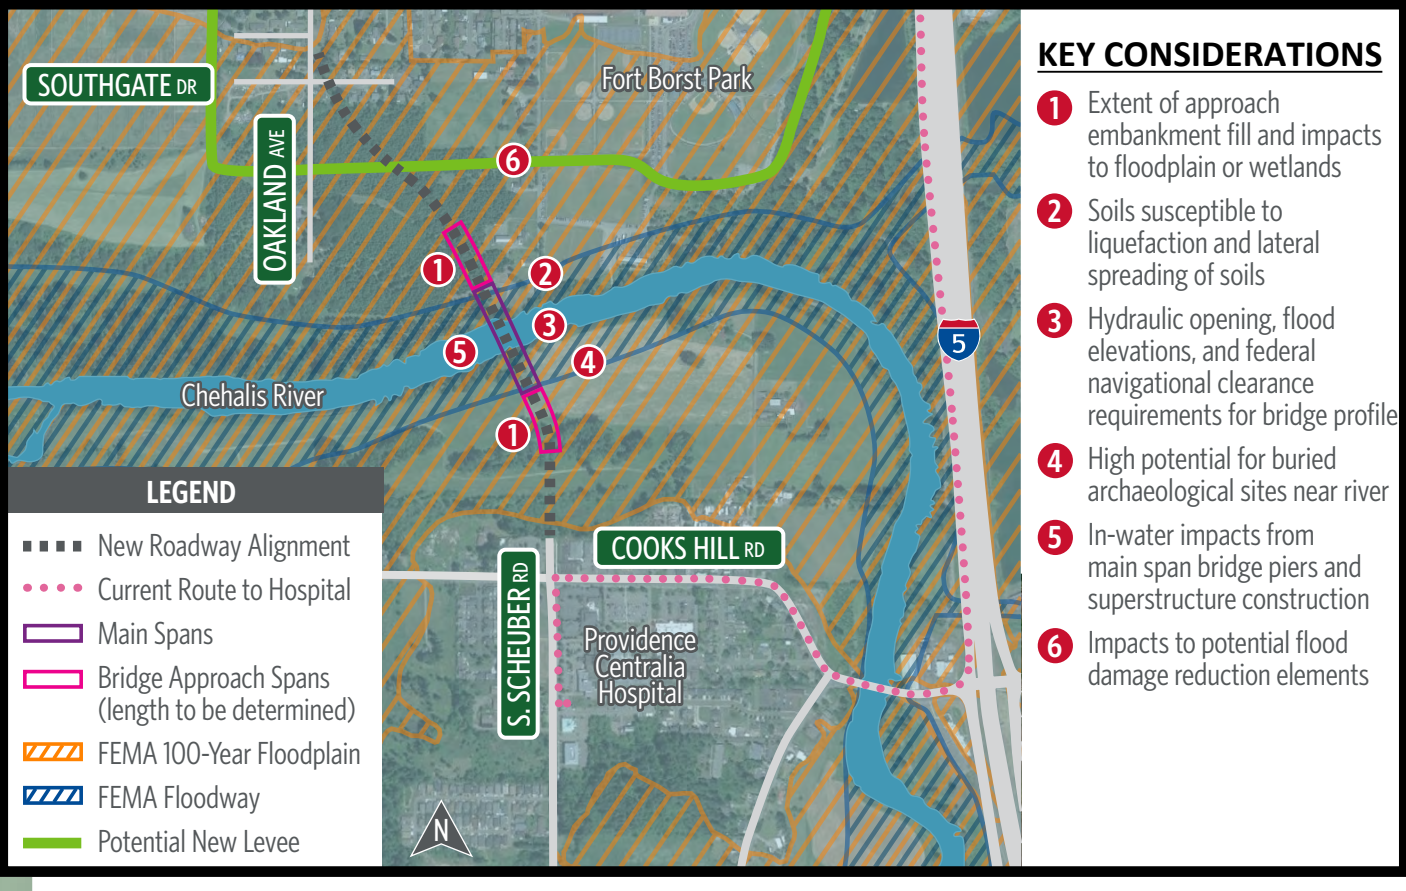 SOUTHGATE DR
OAKLAND AVE
Fort Borst Park
6
1
2
3
5
4
1
5
Chehalis River
COOKS HILL RD
S. SCHEUBER RD
Providence
Centralia
Hospital
N
LEGEND
New Roadway Alignment
Current Route to Hospital
Main Spans
Bridge Approach Spans
(length to be determined)
FEMA 100-Year Floodplain
FEMA Floodway
Potential New Levee
KEY CONSIDERATIONS
1 Extent of approach
embankment fill and impacts
to floodplain or wetlands
2 Soils susceptible to
liquefaction and lateral
spreading of soils
3 Hydraulic opening, flood
elevations, and federal
navigational clearance
requirements for bridge profile
4 High potential for buried
archaeological sites near river
5 In-water impacts from
main span bridge piers and
superstructure construction
6 Impacts to potential flood
damage reduction elements